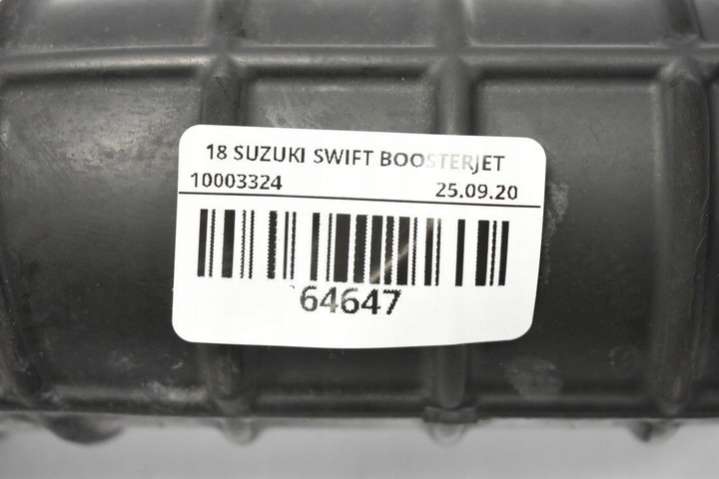 18 SUZUKI SWIFT BOOSTERJET
10003324 25.09.20
64647